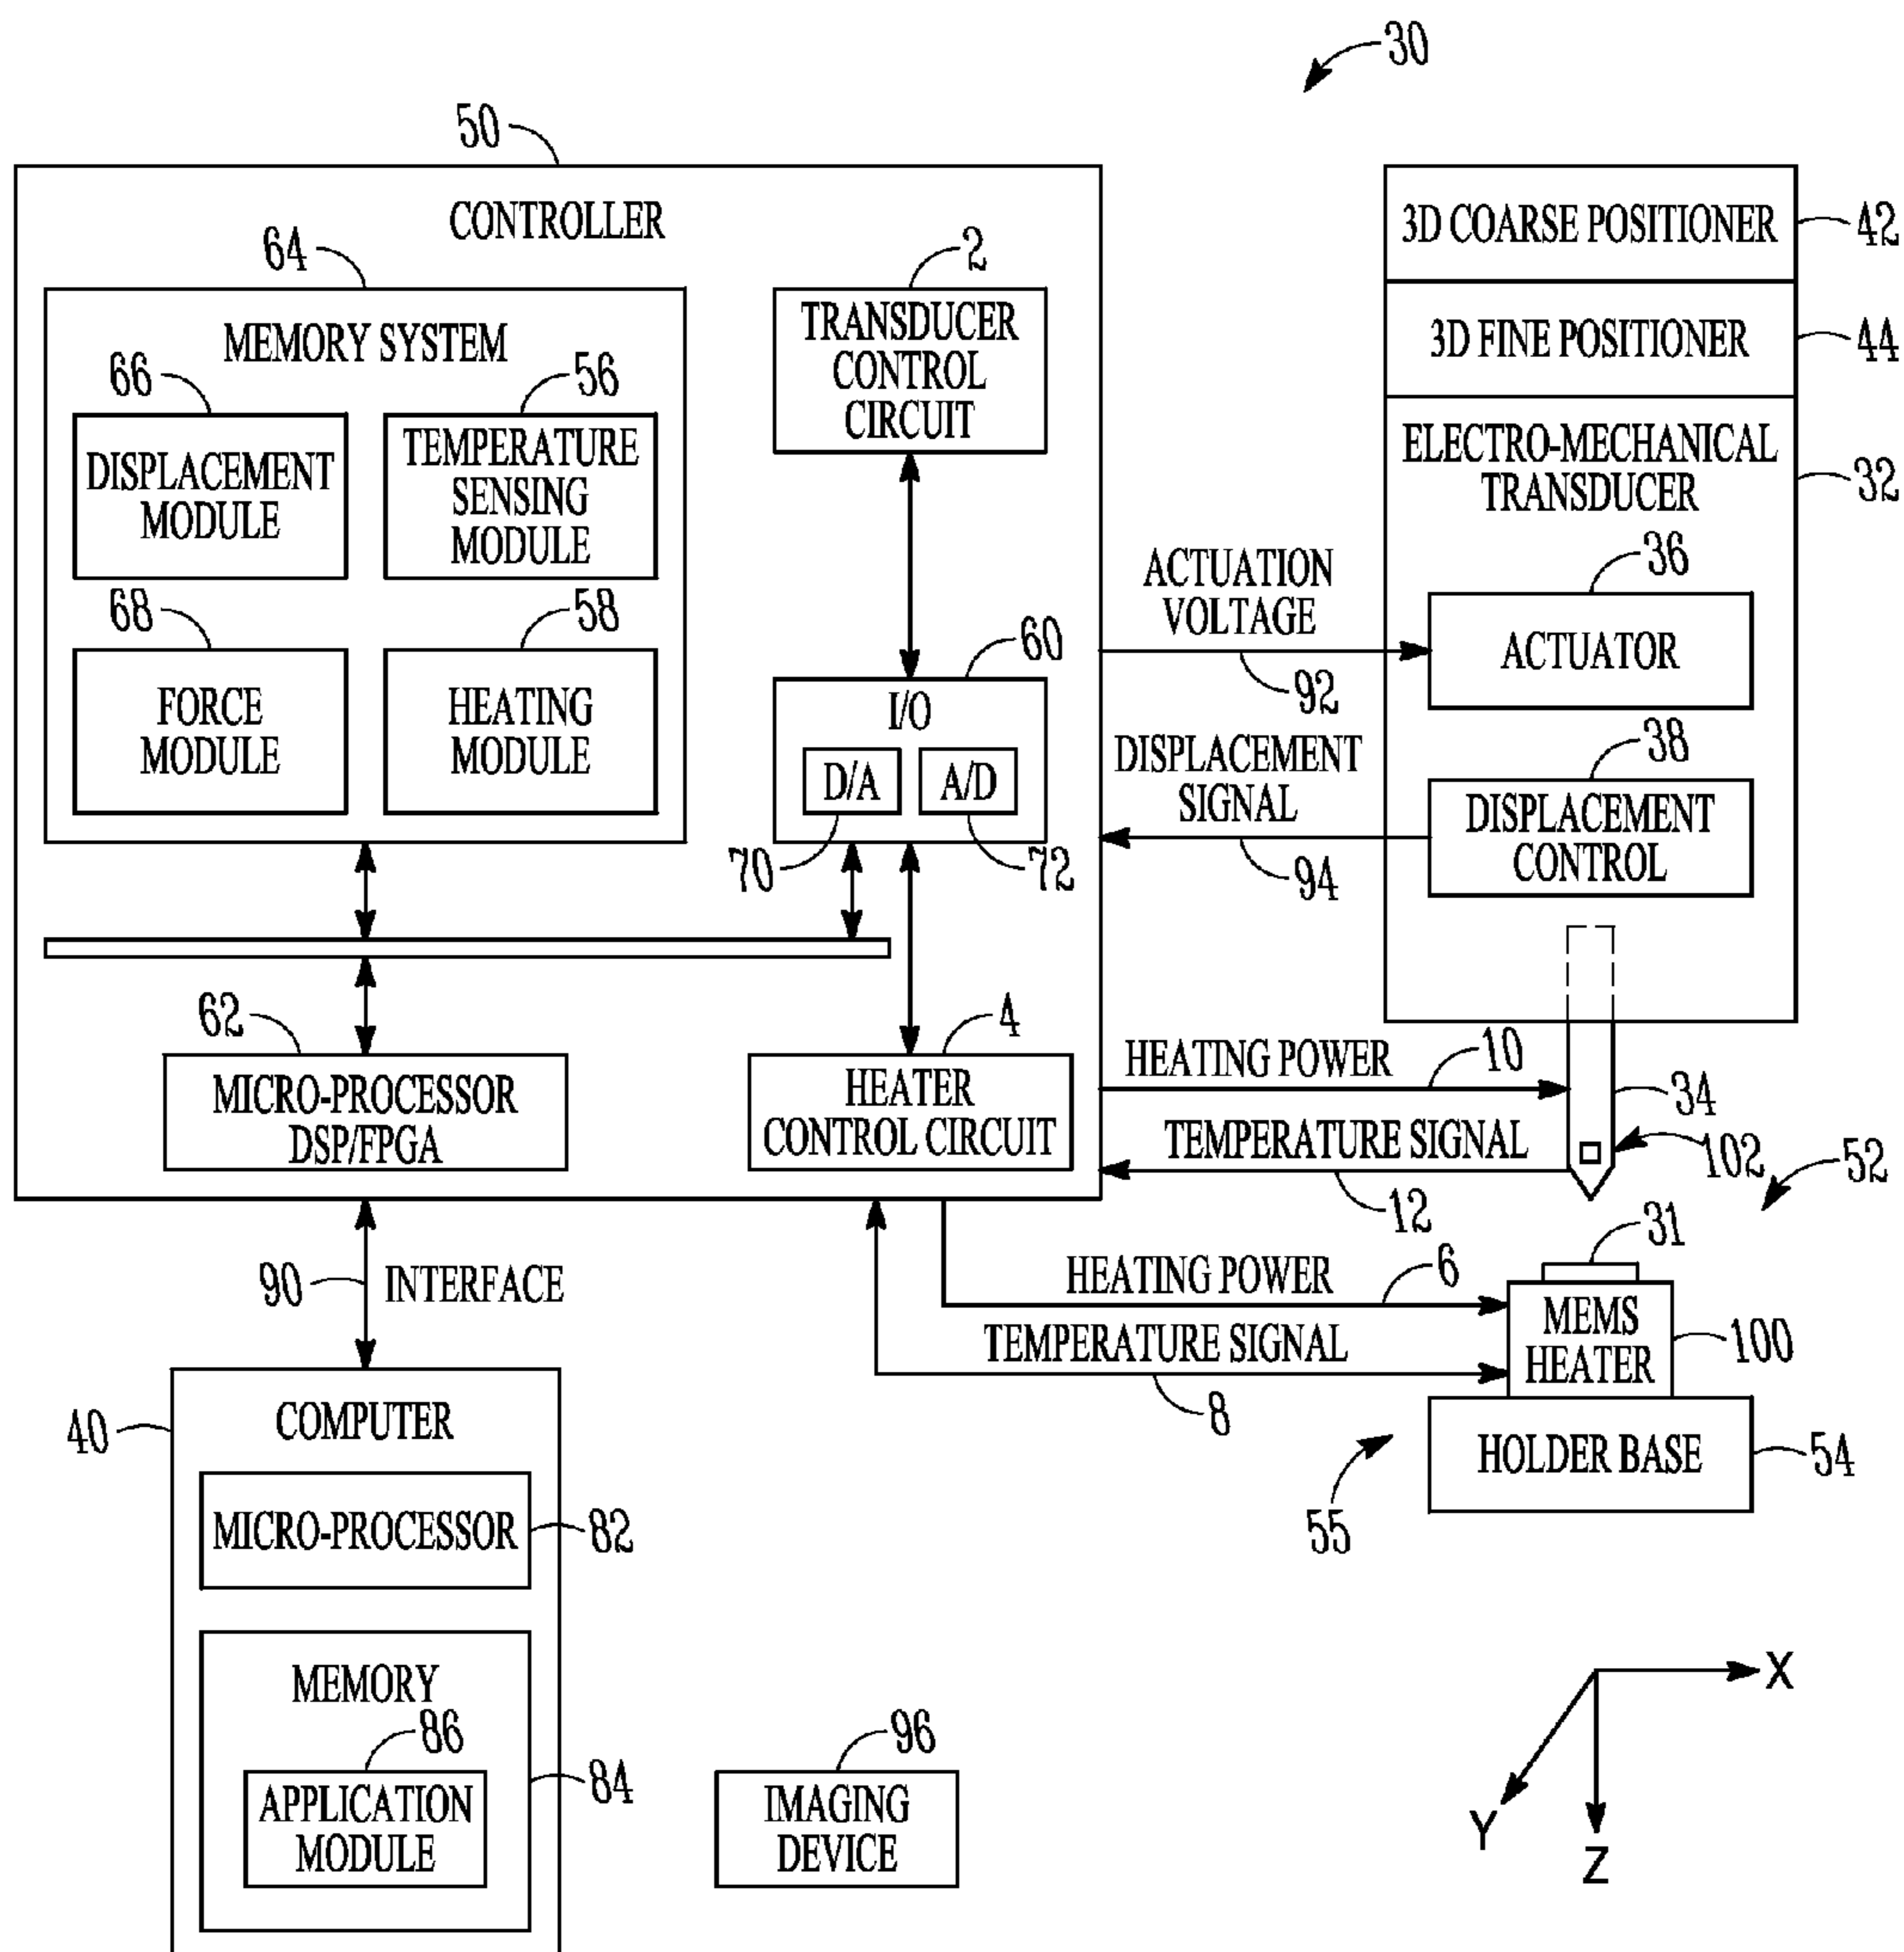 30
50
CONTROLLER
64
MEMORY SYSTEM
66
DISPLACEMENT
MODULE
56
TEMPERATURE
SENSING
MODULE
68
FORCE
MODULE
58
HEATING
MODULE
2
TRANSDUCER
CONTROL
CIRCUIT
60
I/O
D/A
A/D
70
72
62
MICRO-PROCESSOR
DSP/FPGA
4
HEATER
CONTROL CIRCUIT
3D COARSE POSITIONER
42
3D FINE POSITIONER
44
ELECTRO-MECHANICAL
TRANSDUCER
32
ACTUATION
VOLTAGE
92
36
ACTUATOR
DISPLACEMENT
SIGNAL
94
38
DISPLACEMENT
CONTROL
HEATING POWER
10
34
TEMPERATURE SIGNAL
12
102
52
31
HEATING POWER
6
TEMPERATURE SIGNAL
8
MEMS
HEATER
100
HOLDER BASE
54
55
90
INTERFACE
40
COMPUTER
MICRO-PROCESSOR
82
MEMORY
84
86
APPLICATION
MODULE
96
IMAGING
DEVICE
X
Y
Z